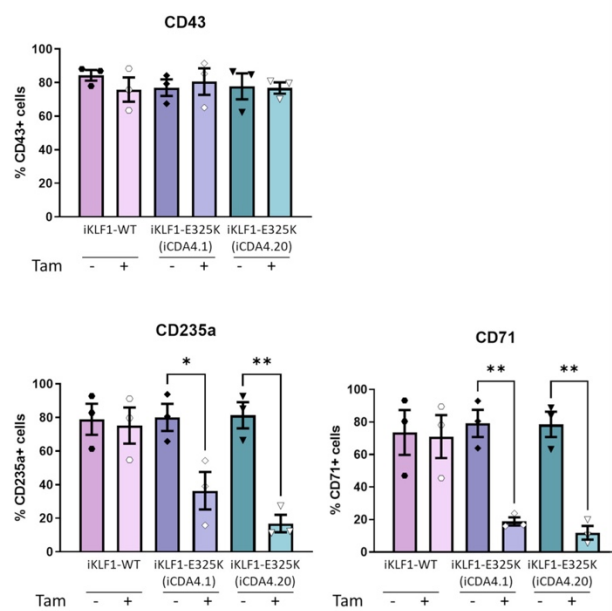 CD43
% CD43+ cells
100
80
60
40
20
0
iKLF1-WT iKLF1-E325K iKLF1-E325K
(iCDA4.1) (iCDA4.20)
Tam - + - + - +
CD235a
% CD235a+ cells
100
80
60
40
20
0
* **
iKLF1-WT iKLF1-E325K iKLF1-E325K
(iCDA4.1) (iCDA4.20)
Tam - + - + - +
CD71
% CD71+ cells
100
80
60
40
20
0
** **
iKLF1-WT iKLF1-E325K iKLF1-E325K
(iCDA4.1) (iCDA4.20)
Tam - + - + - +